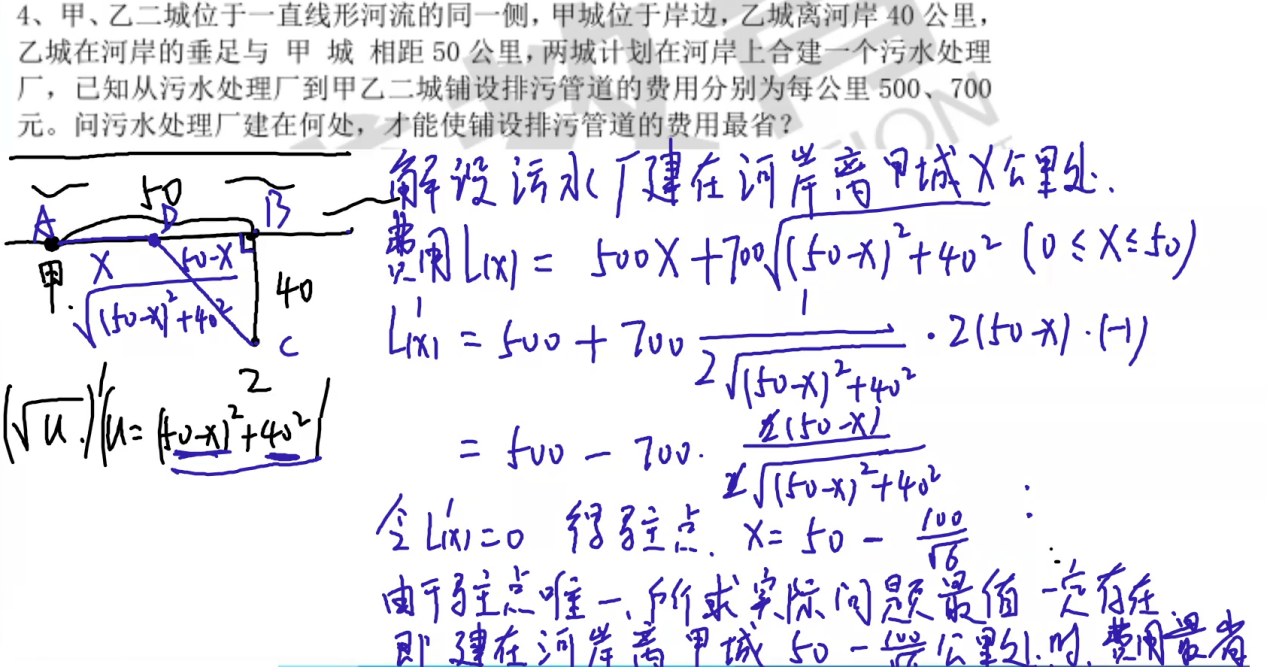 4、甲、乙二城位于一直线形河流的同一侧，甲城位于岸边，乙城离河岸 40 公里，
乙城在河岸的垂足与 甲 城 相距 50 公里，两城计划在河岸上合建一个污水处理
厂，已知从污水处理厂到甲乙二城铺设排污管道的费用分别为每公里 500、700
元。问污水处理厂建在何处，才能使铺设排污管道的费用最省？
50
A D B
甲. x 50-x
√((50-x)²+40²) 40
C
(√u)' u=(50-x)²+40²
2
解设污水厂建在河岸离甲城x公里处.
费用L(x) = 500x+700√((50-x)²+40²) (0≤x≤50)
L'(x) = 500 + 700 1/(2√((50-x)²+40²)) · 2(50-x)·(-1)
= 500 - 700· 2(50-x)/(2√((50-x)²+40²))
令L'(x)=0 得驻点. x= 50 - 100/√6
由于驻点唯一、所求实际问题最值一定存在.
即建在河岸离甲城 50 - 100/√6 公里处.时.费用最省
ION